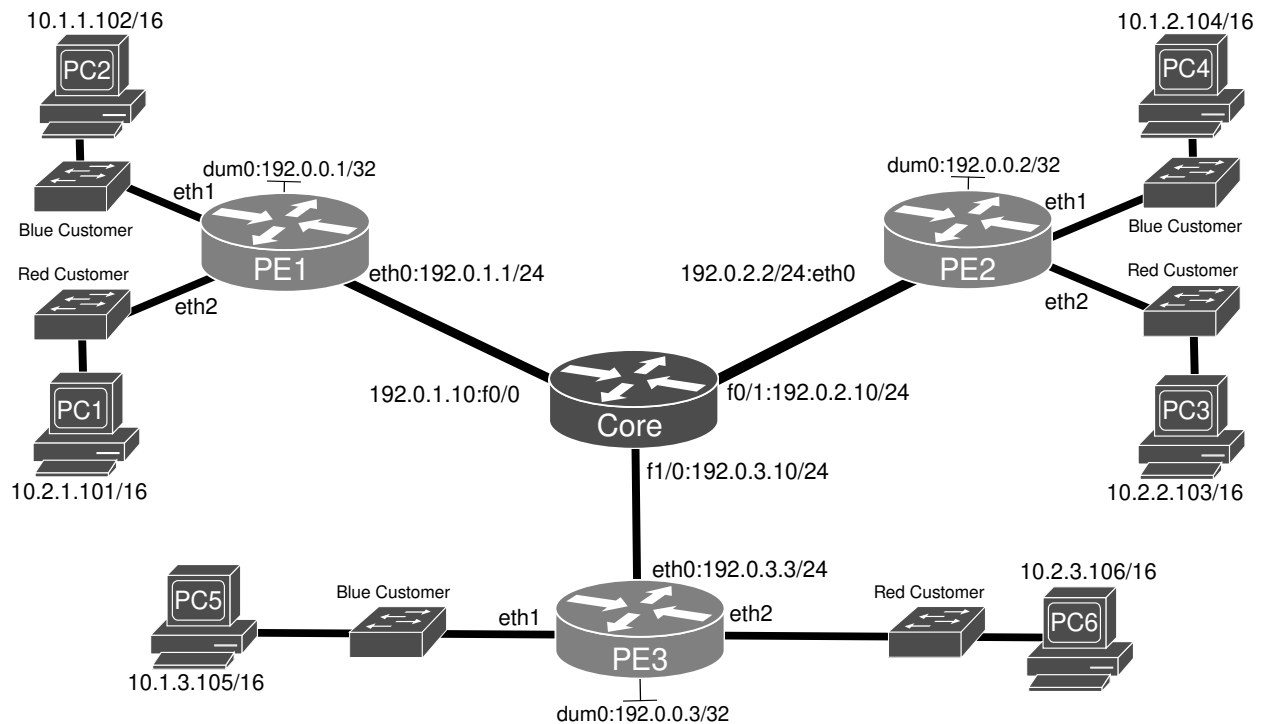 10.1.1.102/16
PC2
dum0:192.0.0.1/32
eth1
Blue Customer
PE1
Red Customer
eth0:192.0.1.1/24
eth2
PC1
10.2.1.101/16
10.1.2.104/16
PC4
dum0:192.0.0.2/32
eth1
Blue Customer
192.0.2.2/24:eth0
PE2
Red Customer
eth2
PC3
10.2.2.103/16
192.0.1.10:f0/0
f0/1:192.0.2.10/24
Core
f1/0:192.0.3.10/24
eth0:192.0.3.3/24
PC5
Blue Customer
eth1
10.1.3.105/16
PE3
eth2
Red Customer
10.2.3.106/16
PC6
dum0:192.0.0.3/32